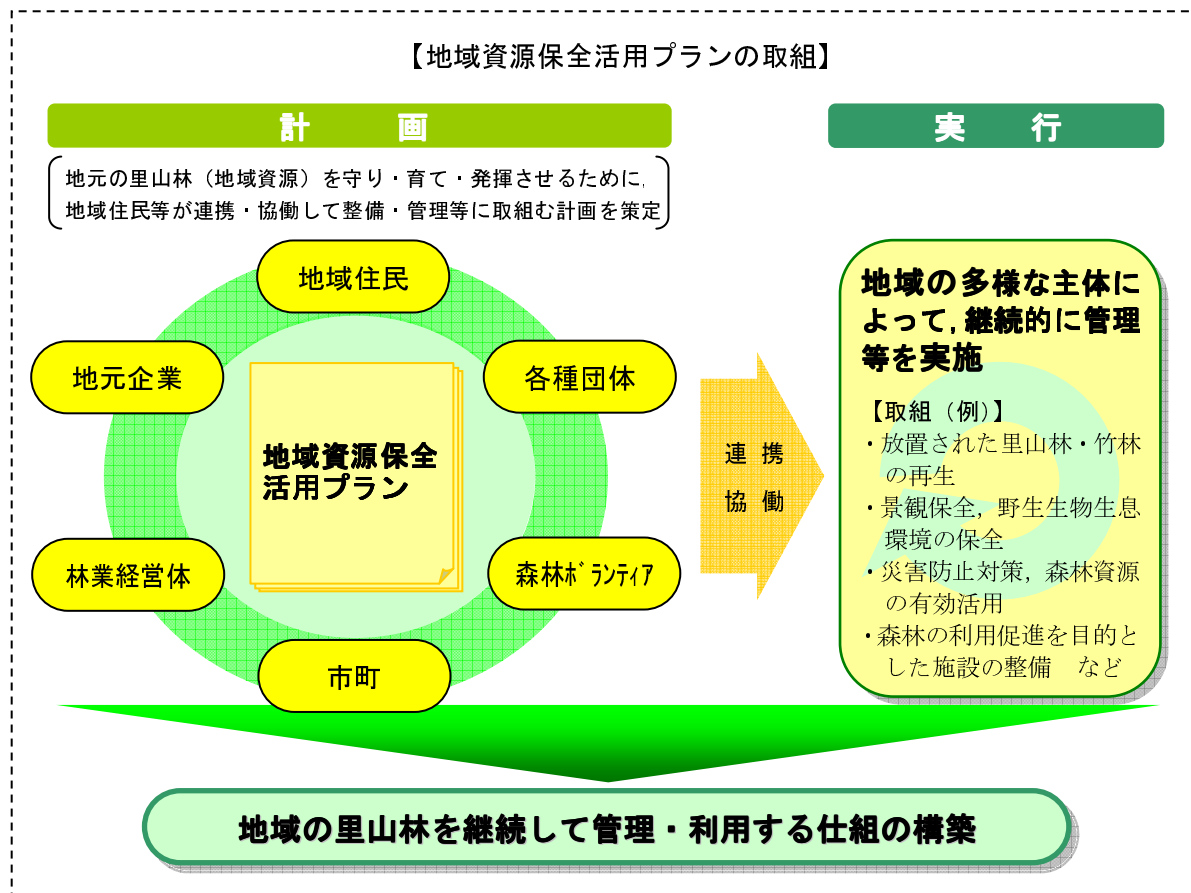 【地域資源保全活用プランの取組】
計　画
実　行
地元の里山林（地域資源）を守り・育て・発揮させるために，
地域住民等が連携・協働して整備・管理等に取組む計画を策定
地域住民
地元企業
各種団体
地域資源保全
活用プラン
林業経営体
森林ﾎﾞﾗﾝﾃｨｱ
市町
連 携
協 働
地域の多様な主体に
よって，継続的に管理
等を実施
【取組（例）】
・放置された里山林・竹林
の再生
・景観保全，野生生物生息
環境の保全
・災害防止対策，森林資源
の有効活用
・森林の利用促進を目的と
した施設の整備　など
地域の里山林を継続して管理・利用する仕組の構築